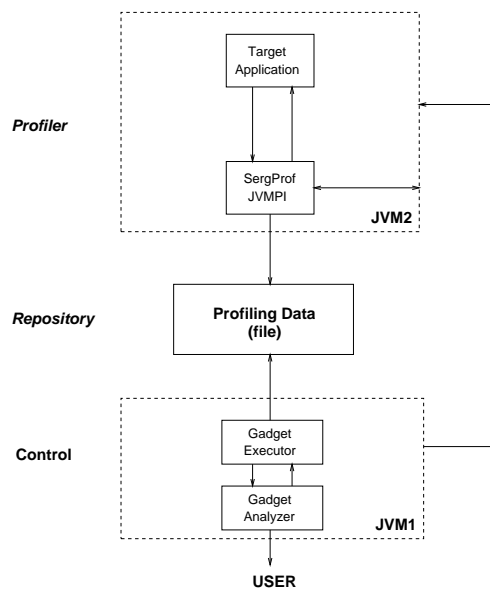 Target
Application
Profiler
SergProf
JVMPI
JVM2
Profiling Data
(file)
Repository
Gadget
Executor
Control
Gadget
Analyzer
JVM1
USER